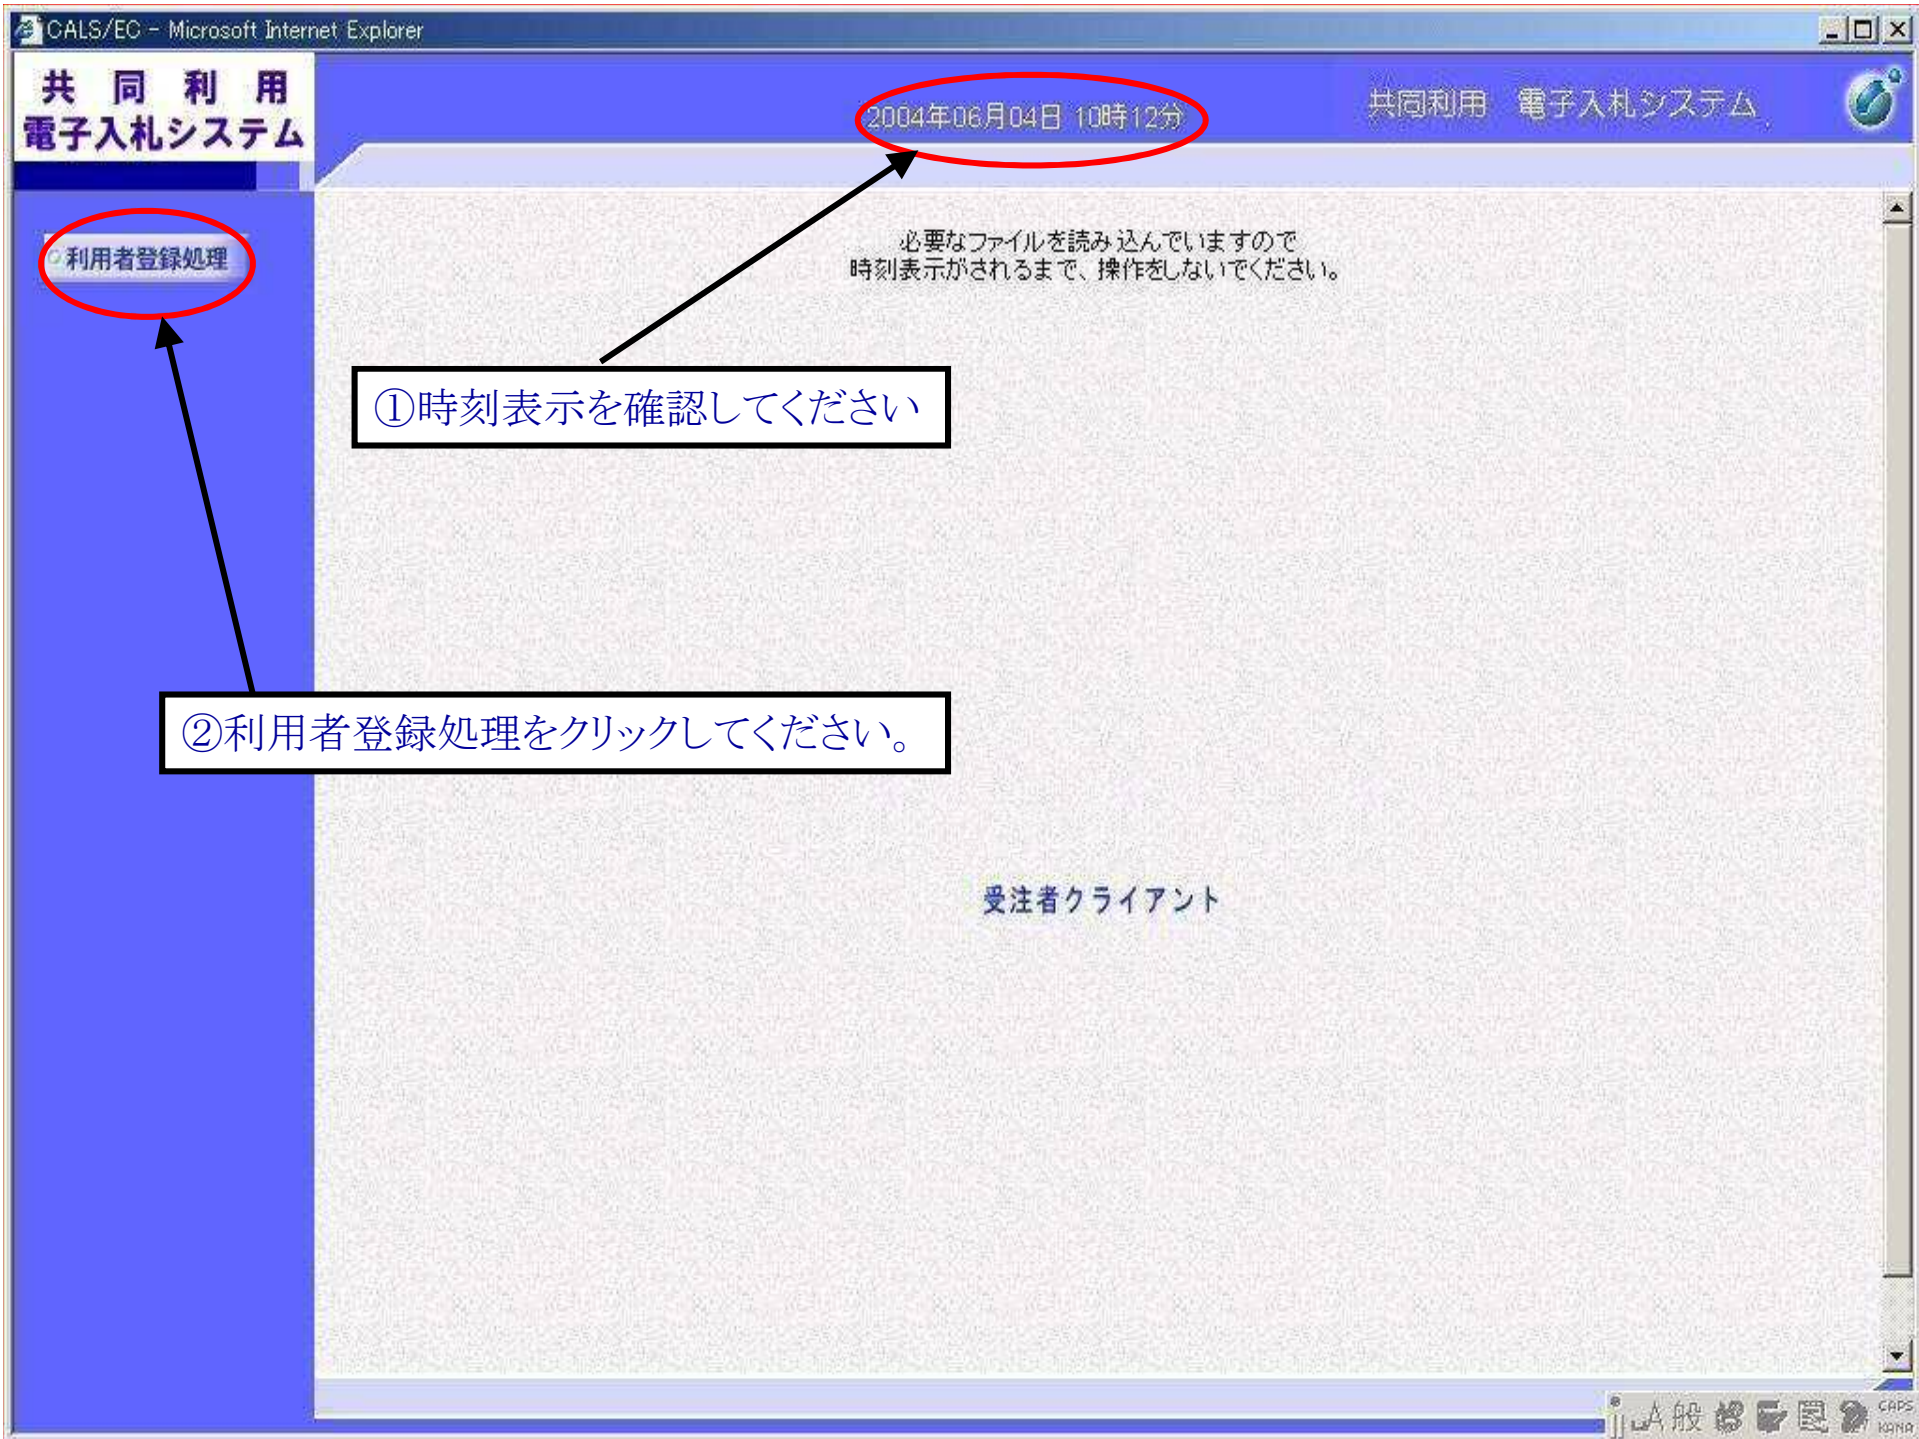 CALS/EC - Microsoft Internet Explorer
共同利用
電子入札システム
2004年06月04日 10時12分
共同利用 電子入札システム
利用者登録処理
必要なファイルを読み込んでいますので
時刻表示がされるまで、操作をしないでください。
①時刻表示を確認してください
②利用者登録処理をクリックしてください。
受注者クライアント
A 般
CAPS
KANA